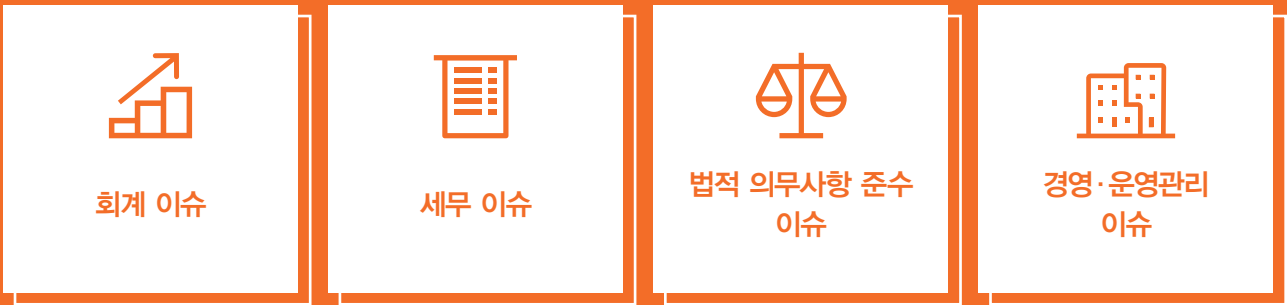 회계 이슈
세무 이슈
법적 의무사항 준수
이슈
경영·운영관리
이슈